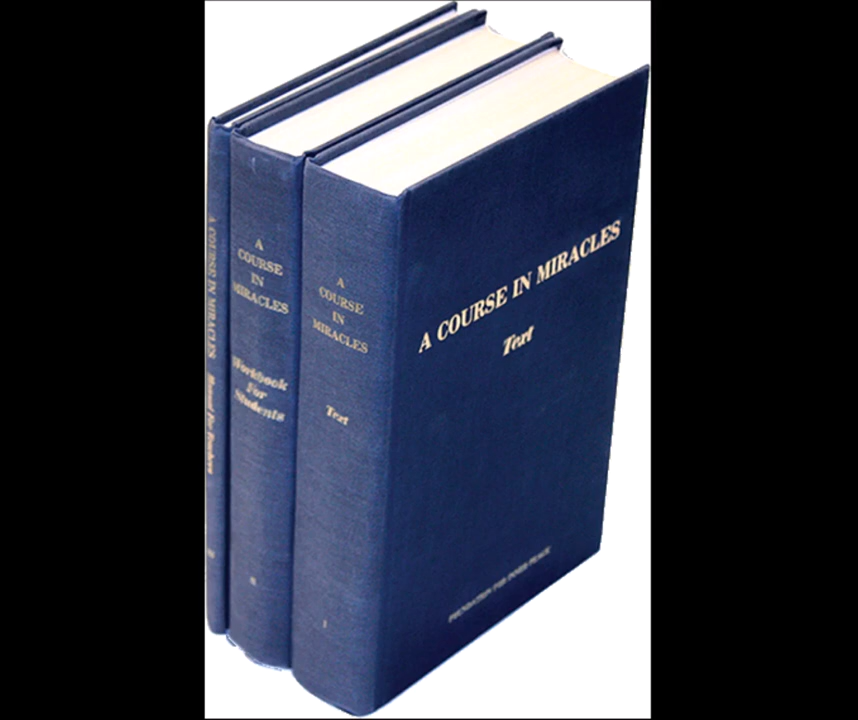 A COURSE IN MIRACLES
Manual For Teachers
A
COURSE
IN
MIRACLES
Workbook
For
Students
II
A
COURSE
IN
MIRACLES
Text
I
A COURSE IN MIRACLES
Text
FOUNDATION FOR INNER PEACE